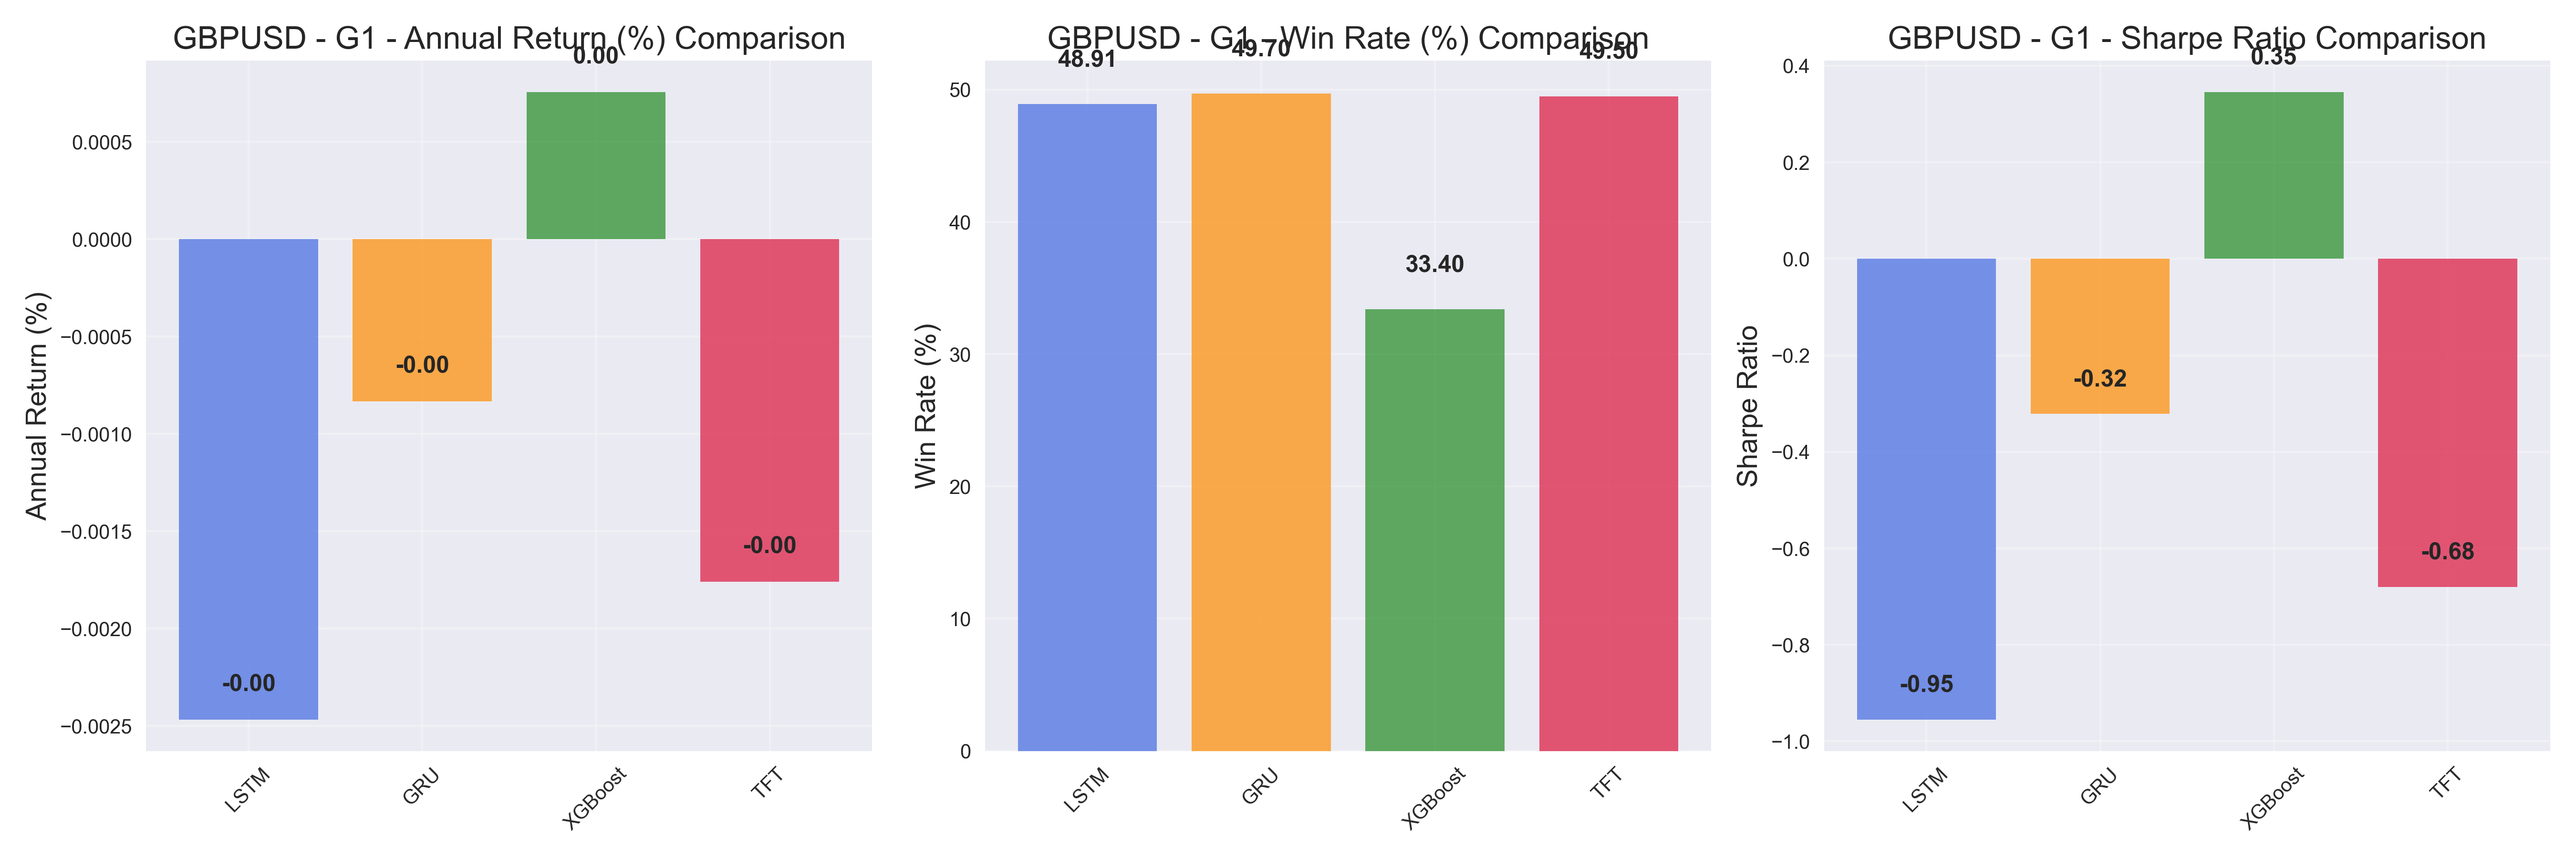 GBPUSD - G1 - Annual Return (%) Comparison
0.00
0.0005
0.0000
-0.00
−0.0005
−0.0010
-0.00
−0.0015
−0.0020
-0.00
−0.0025
Annual Return (%)
LSTM
GRU
XGBoost
TFT
GBPUSD - G1 - Win Rate (%) Comparison
48.91
49.70
49.50
50
40
33.40
30
20
10
0
Win Rate (%)
LSTM
GRU
XGBoost
TFT
GBPUSD - G1 - Sharpe Ratio Comparison
0.35
0.4
0.2
0.0
-0.32
−0.2
−0.4
-0.68
−0.6
−0.8
-0.95
−1.0
Sharpe Ratio
LSTM
GRU
XGBoost
TFT